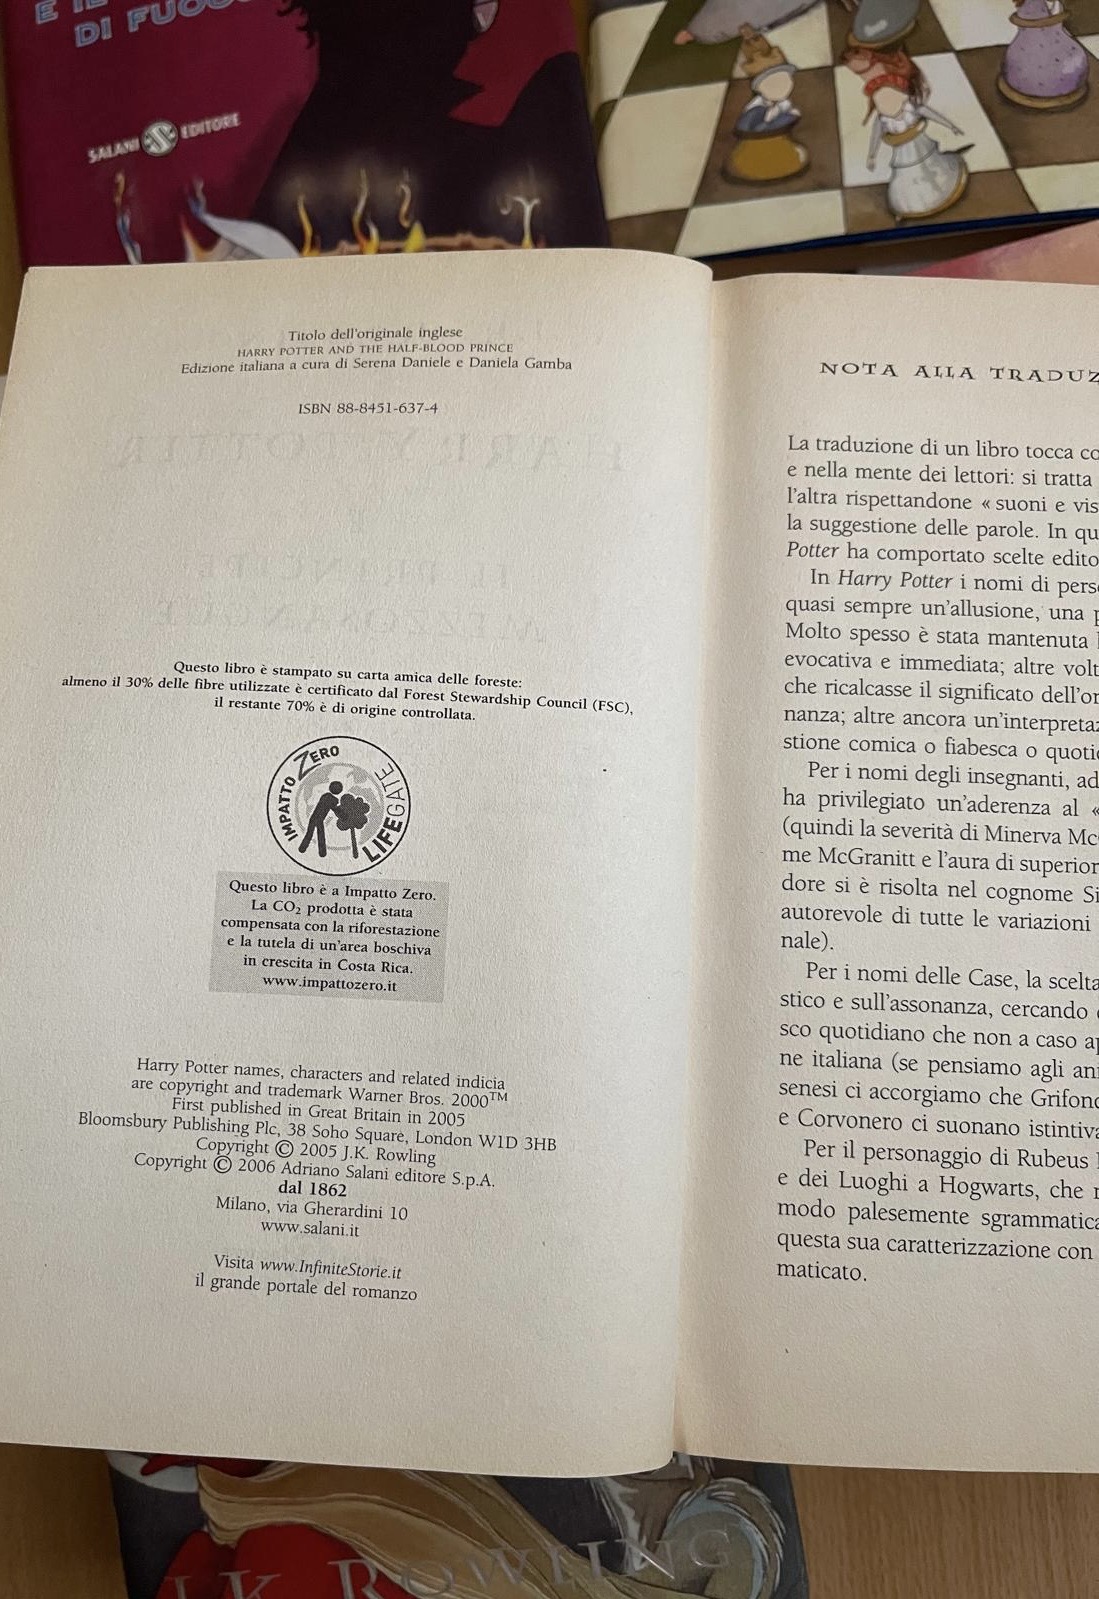 E IL
DI FUOCO
SALANI EDITORE
Titolo dell'originale inglese
HARRY POTTER AND THE HALF-BLOOD PRINCE
Edizione italiana a cura di Serena Daniele e Daniela Gamba
ISBN 88-8451-637-4
Questo libro è stampato su carta amica delle foreste:
almeno il 30% delle fibre utilizzate è certificato dal Forest Stewardship Council (FSC),
il restante 70% è di origine controllata.
IMPATTO ZERO
LIFEGATE
Questo libro è a Impatto Zero.
La CO₂ prodotta è stata
compensata con la riforestazione
e la tutela di un'area boschiva
in crescita in Costa Rica.
www.impattozero.it
Harry Potter names, characters and related indicia
are copyright and trademark Warner Bros. 2000™
First published in Great Britain in 2005
Bloomsbury Publishing Plc, 38 Soho Square, London W1D 3HB
Copyright © 2005 J.K. Rowling
Copyright © 2006 Adriano Salani editore S.p.A.
dal 1862
Milano, via Gherardini 10
www.salani.it
Visita www.InfiniteStorie.it
il grande portale del romanzo
NOTA ALLA TRADUZ
La traduzione di un libro tocca co
e nella mente dei lettori: si tratta
l'altra rispettandone « suoni e vis
la suggestione delle parole. In qu
Potter ha comportato scelte edito
In Harry Potter i nomi di pers
quasi sempre un'allusione, una p
Molto spesso è stata mantenuta
evocativa e immediata; altre volt
che ricalcasse il significato dell'or
nanza; altre ancora un'interpreta
stione comica o fiabesca o quoti
Per i nomi degli insegnanti, ad
ha privilegiato un'aderenza al «
(quindi la severità di Minerva Mc
me McGranitt e l'aura di superior
dore si è risolta nel cognome Si
autorevole di tutte le variazioni
nale).
Per i nomi delle Case, la scelta
stico e sull'assonanza, cercando
sco quotidiano che non a caso ap
ne italiana (se pensiamo agli ani
senesi ci accorgiamo che Grifond
e Corvonero ci suonano istintiva
Per il personaggio di Rubeus
e dei Luoghi a Hogwarts, che
modo palesemente sgrammatica
questa sua caratterizzazione con
maticato.
J.K. ROWLING